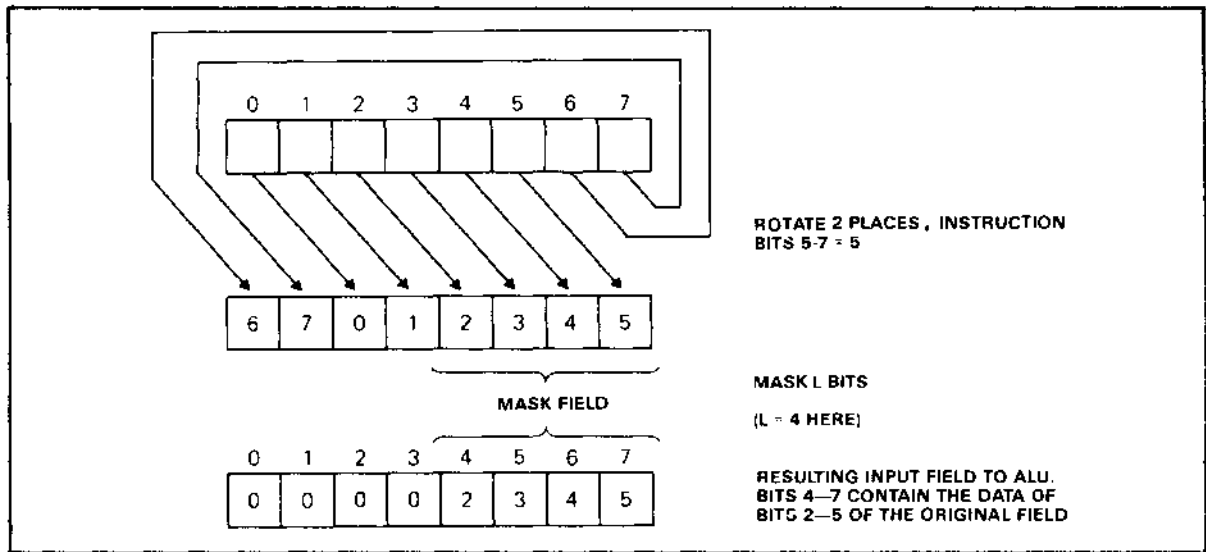 0 1 2 3 4 5 6 7
ROTATE 2 PLACES, INSTRUCTION
BITS 5-7 = 5
6 7 0 1 2 3 4 5
MASK FIELD
MASK L BITS
(L = 4 HERE)
0 1 2 3 4 5 6 7
0 0 0 0 2 3 4 5
RESULTING INPUT FIELD TO ALU.
BITS 4—7 CONTAIN THE DATA OF
BITS 2—5 OF THE ORIGINAL FIELD